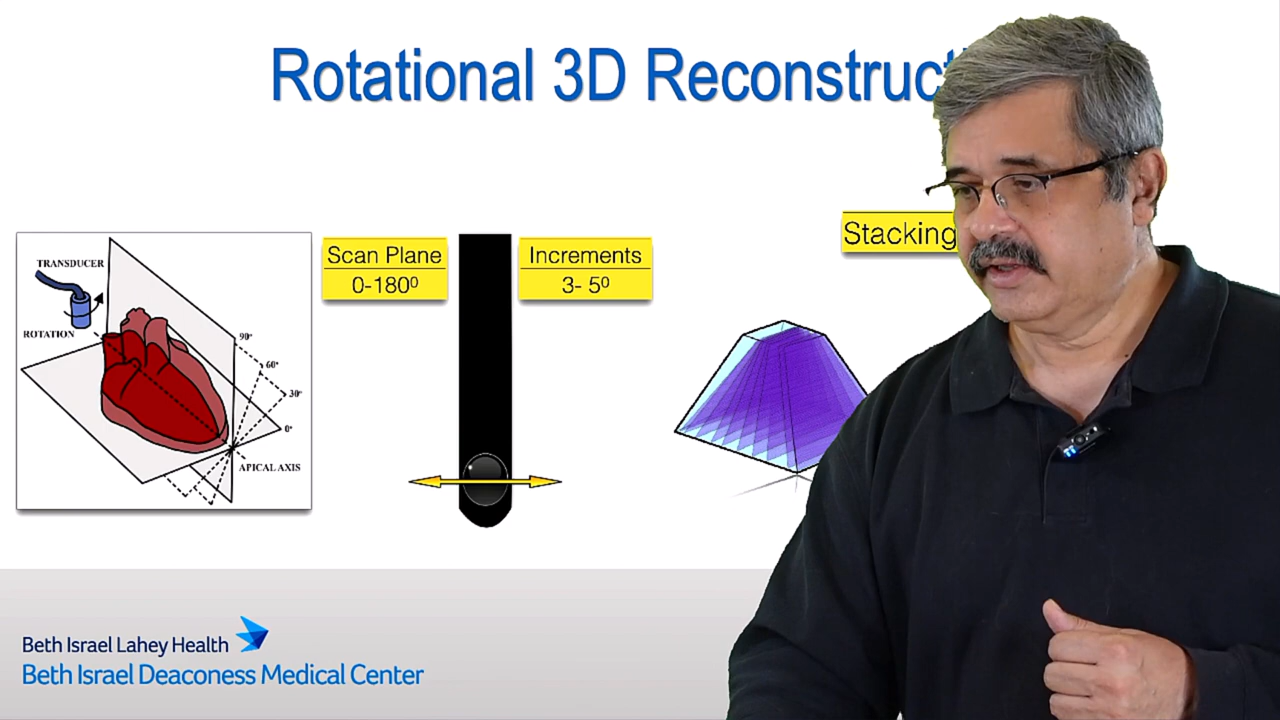 Rotational 3D Reconstruct
TRANSDUCER
ROTATION
90°
60°
30°
0°
APICAL AXIS
Scan Plane
0-180⁰
Increments
3- 5⁰
Stacking
Beth Israel Lahey Health
Beth Israel Deaconess Medical Center